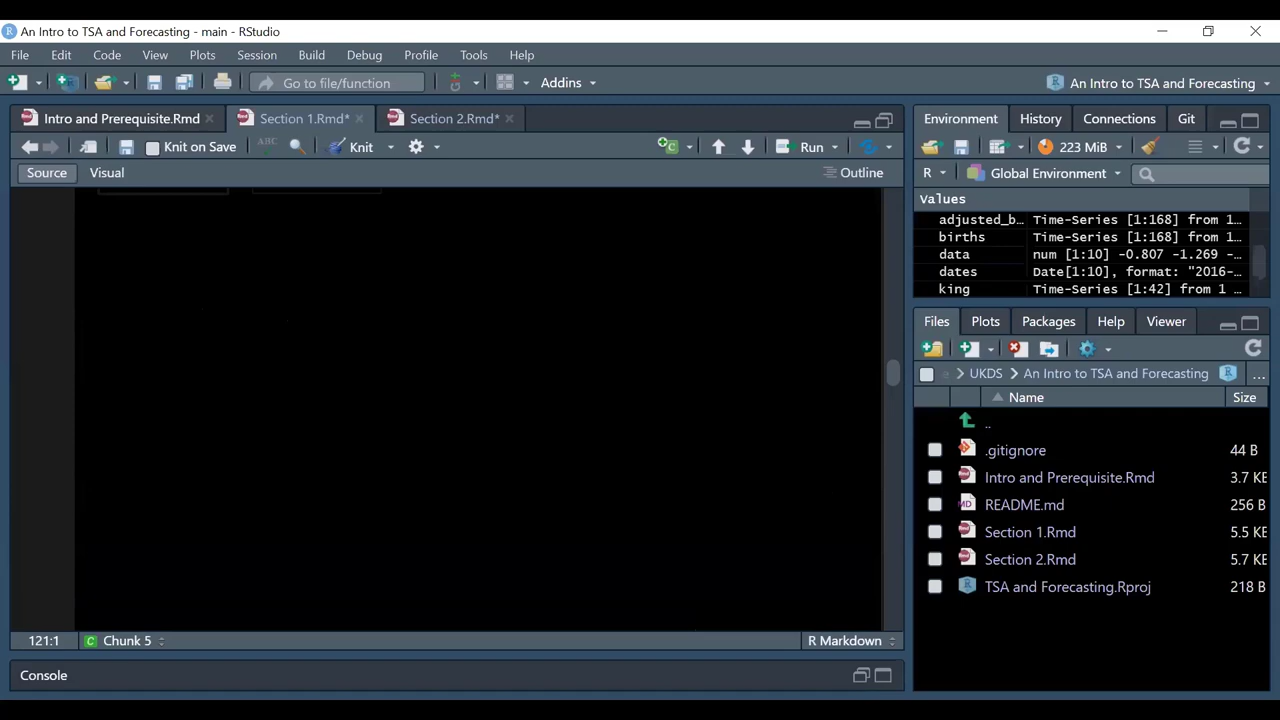 An Intro to TSA and Forecasting - main - RStudio
File Edit Code View Plots Session Build Debug Profile Tools Help
Go to file/function Addins An Intro to TSA and Forecasting
Intro and Prerequisite.Rmd Section 1.Rmd* Section 2.Rmd*
Knit on Save ABC Knit Run
Source Visual Outline
121:1 Chunk 5 R Markdown
Console
Environment History Connections Git
223 MiB
R Global Environment
Values
adjusted_b… Time-Series [1:168] from 1…
births Time-Series [1:168] from 1…
data num [1:10] -0.807 -1.269 -…
dates Date[1:10], format: "2016-…
king Time-Series [1:42] from 1 …
Files Plots Packages Help Viewer
UKDS An Intro to TSA and Forecasting ...
Name Size
..
.gitignore 44 B
Intro and Prerequisite.Rmd 3.7 KB
README.md 256 B
Section 1.Rmd 5.5 KB
Section 2.Rmd 5.7 KB
TSA and Forecasting.Rproj 218 B